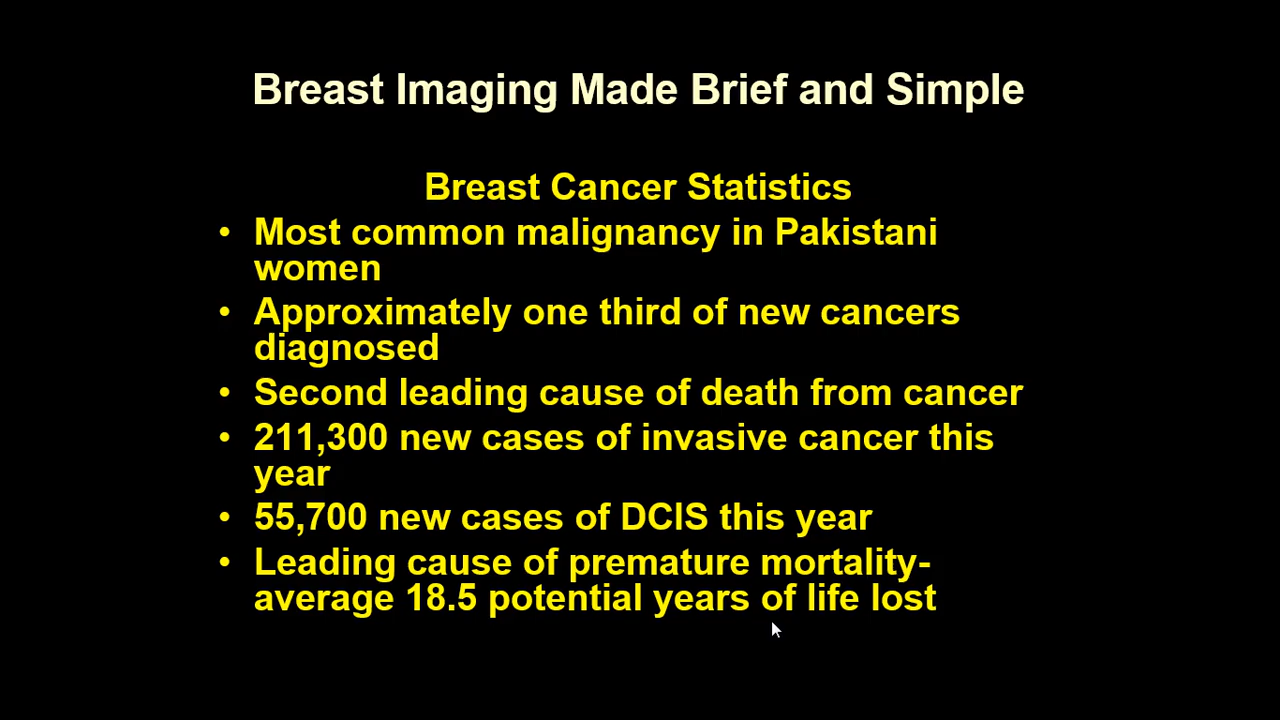 Breast Imaging Made Brief and Simple
Breast Cancer Statistics
• Most common malignancy in Pakistani
women
• Approximately one third of new cancers
diagnosed
• Second leading cause of death from cancer
• 211,300 new cases of invasive cancer this
year
• 55,700 new cases of DCIS this year
• Leading cause of premature mortality-
average 18.5 potential years of life lost